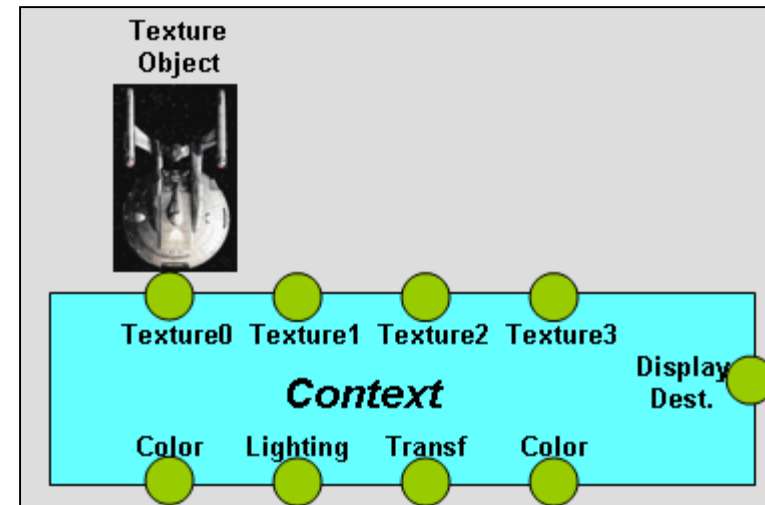 Texture
Object
Texture0 Texture1 Texture2 Texture3
Display
Dest.
Context
Color Lighting Transf Color